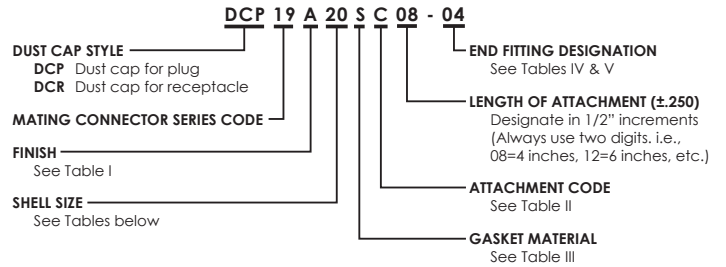 DCP 19 A 20 S C 08 - 04
DUST CAP STYLE
DCP Dust cap for plug
DCR Dust cap for receptacle
MATING CONNECTOR SERIES CODE
FINISH
See Table I
SHELL SIZE
See Tables below
END FITTING DESIGNATION
See Tables IV & V
LENGTH OF ATTACHMENT (±.250)
Designate in 1/2" increments
(Always use two digits. i.e.,
08=4 inches, 12=6 inches, etc.)
ATTACHMENT CODE
See Table II
GASKET MATERIAL
See Table III